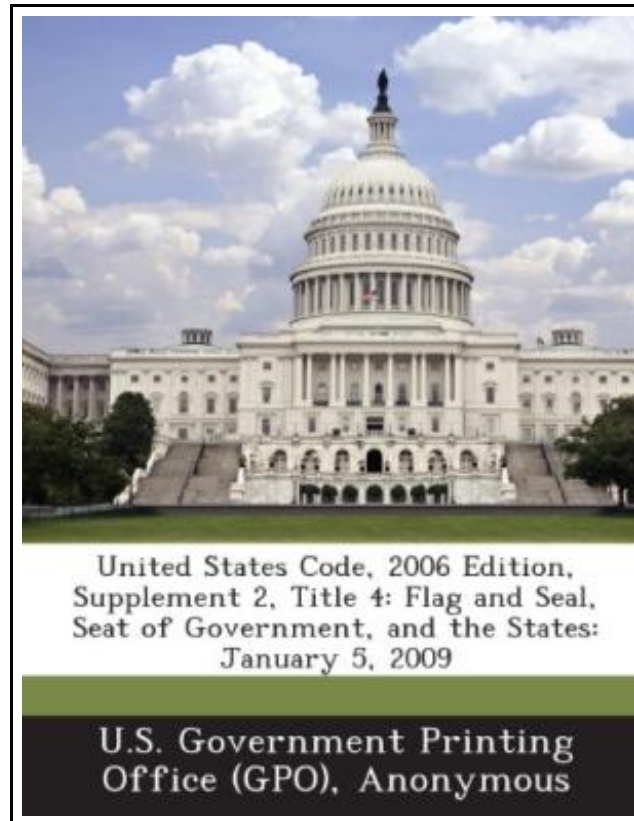 United States Code, 2006 Edition,
Supplement 2, Title 4: Flag and Seal,
Seat of Government, and the States:
January 5, 2009
U.S. Government Printing
Office (GPO), Anonymous